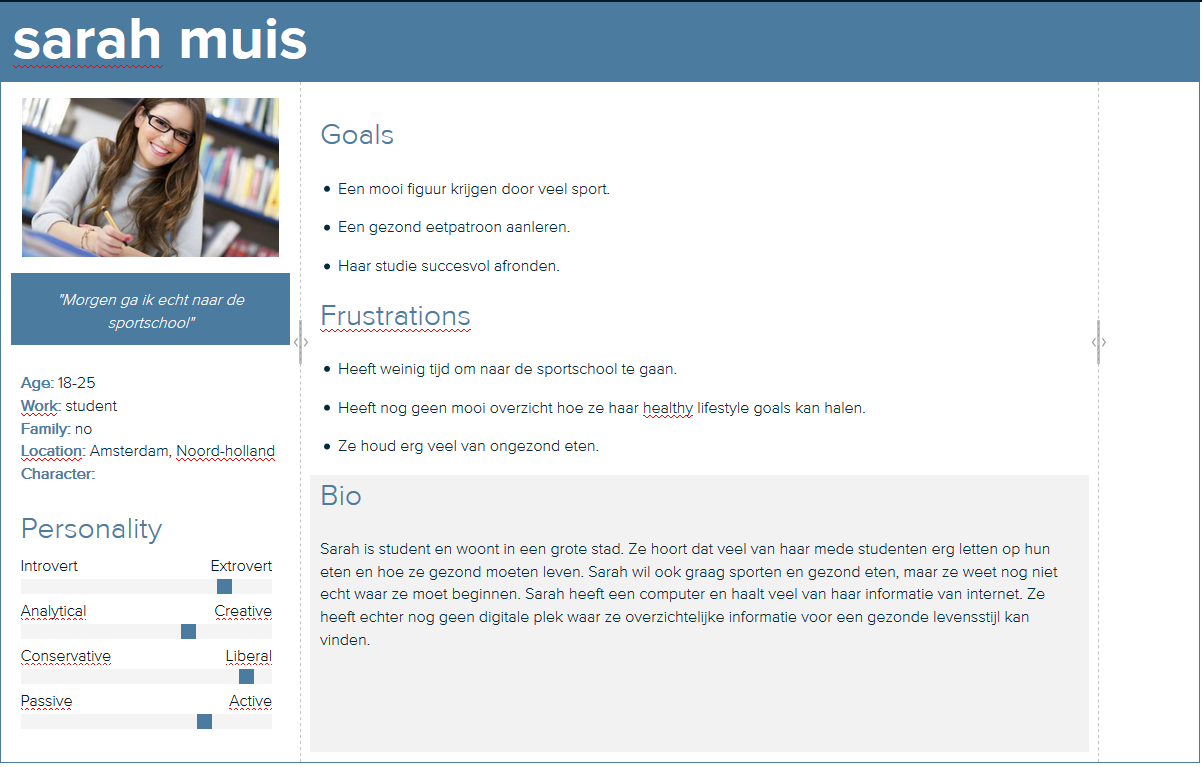 sarah muis
"Morgen ga ik echt naar de
sportschool"
Age: 18-25
Work: student
Family: no
Location: Amsterdam, Noord-holland
Character:
Personality
Introvert Extrovert
Analytical Creative
Conservative Liberal
Passive Active
Goals
• Een mooi figuur krijgen door veel sport.
• Een gezond eetpatroon aanleren.
• Haar studie succesvol afronden.
Frustrations
• Heeft weinig tijd om naar de sportschool te gaan.
• Heeft nog geen mooi overzicht hoe ze haar healthy lifestyle goals kan halen.
• Ze houd erg veel van ongezond eten.
Bio
Sarah is student en woont in een grote stad. Ze hoort dat veel van haar mede studenten erg letten op hun
eten en hoe ze gezond moeten leven. Sarah wil ook graag sporten en gezond eten, maar ze weet nog niet
echt waar ze moet beginnen. Sarah heeft een computer en haalt veel van haar informatie van internet. Ze
heeft echter nog geen digitale plek waar ze overzichtelijke informatie voor een gezonde levensstijl kan
vinden.